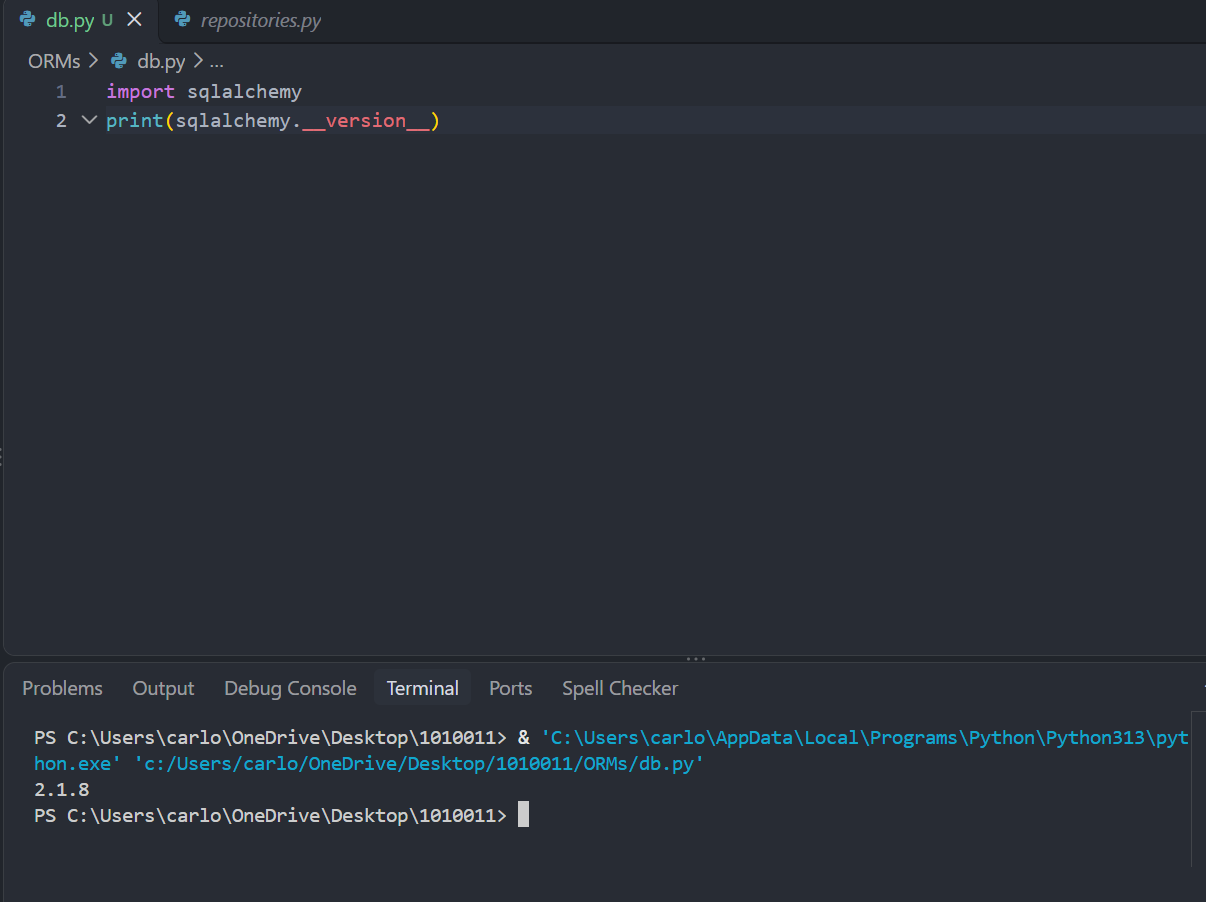 db.py U
repositories.py
ORMs > db.py > ...
1 import sqlalchemy
2 print(sqlalchemy.__version__)
Problems Output Debug Console Terminal Ports Spell Checker
PS C:\Users\carlo\OneDrive\Desktop\1010011> & 'C:\Users\carlo\AppData\Local\Programs\Python\Python313\pyt
hon.exe' 'c:/Users/carlo/OneDrive/Desktop/1010011/ORMs/db.py'
2.1.8
PS C:\Users\carlo\OneDrive\Desktop\1010011>